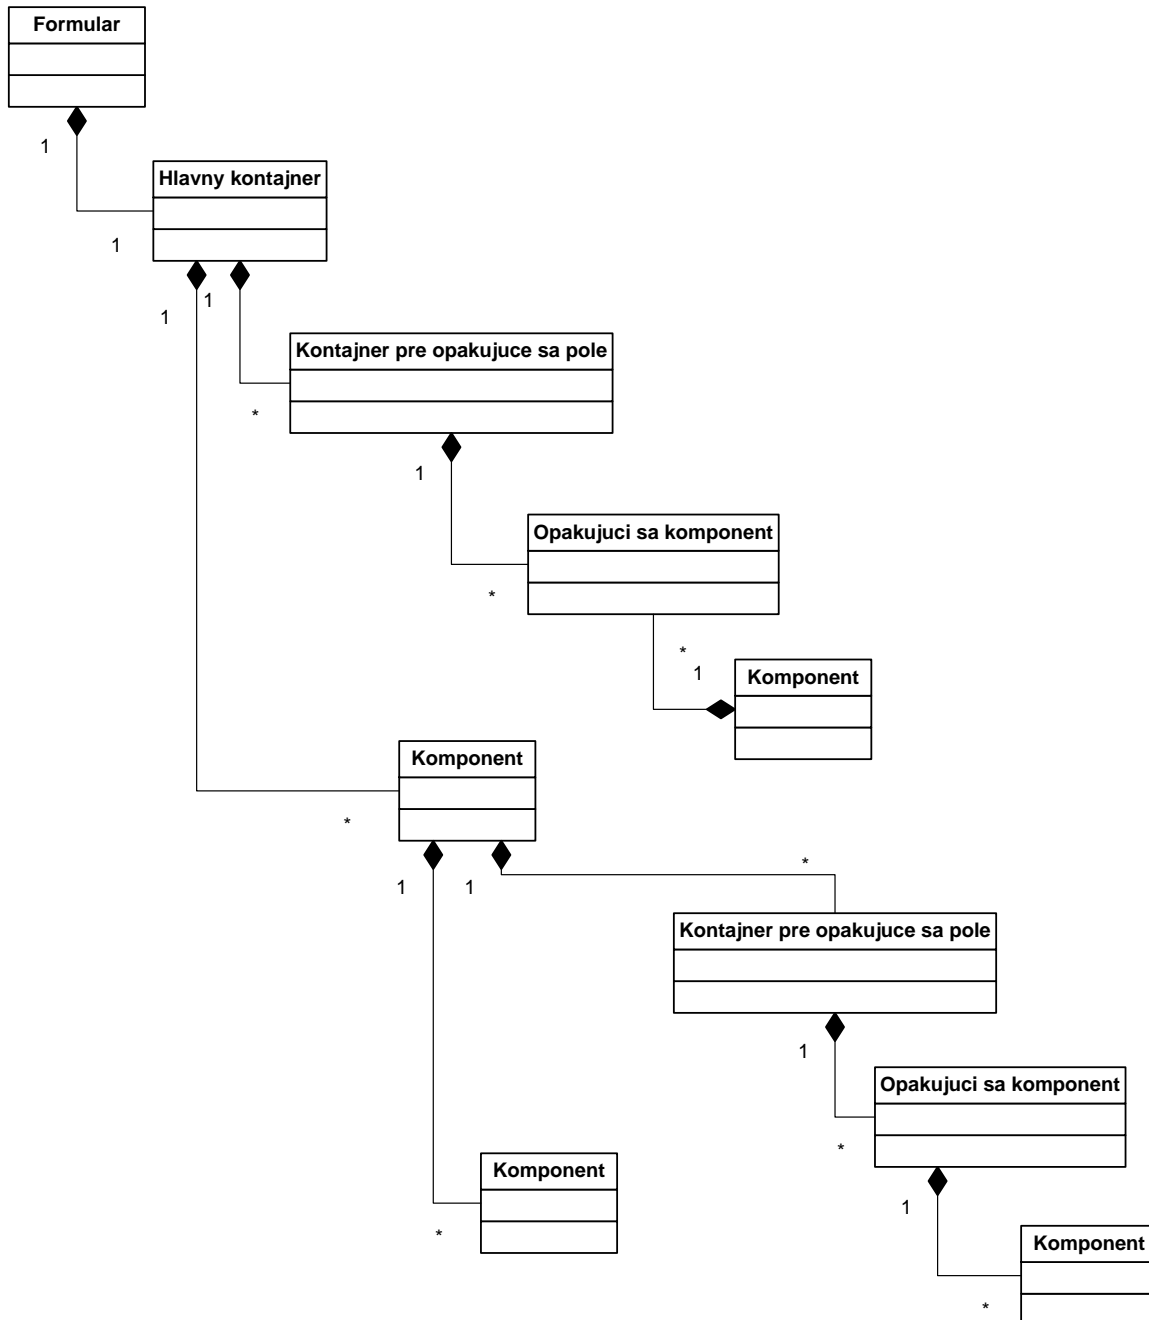 Formular
1
Hlavny kontajner
1
1
1
Kontajner pre opakujuce sa pole
*
1
Opakujuci sa komponent
*
*
1
Komponent
Komponent
*
1
1
*
Kontajner pre opakujuce sa pole
1
Opakujuci sa komponent
*
Komponent
*
1
Komponent
*